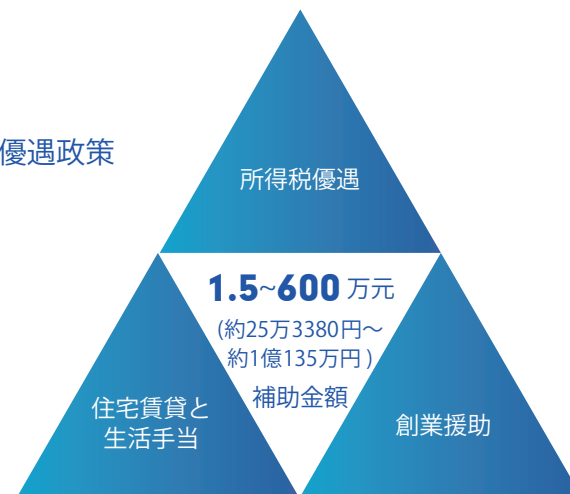 優遇政策
所得税優遇
1.5~600 万元
(約25万3380円～
約1億135万円 )
補助金額
住宅賃貸と
生活手当
創業援助